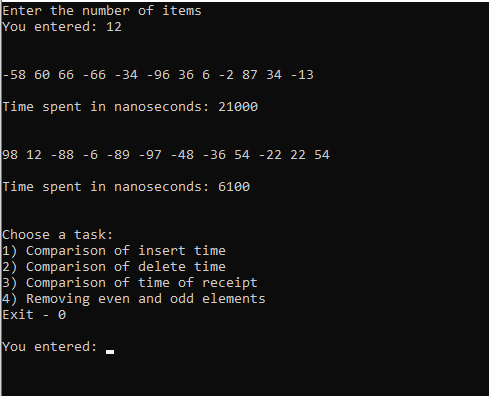 Enter the number of items
You entered: 12
-58 60 66 -66 -34 -96 36 6 -2 87 34 -13
Time spent in nanoseconds: 21000
98 12 -88 -6 -89 -97 -48 -36 54 -22 22 54
Time spent in nanoseconds: 6100
Choose a task:
1) Comparison of insert time
2) Comparison of delete time
3) Comparison of time of receipt
4) Removing even and odd elements
Exit - 0
You entered: